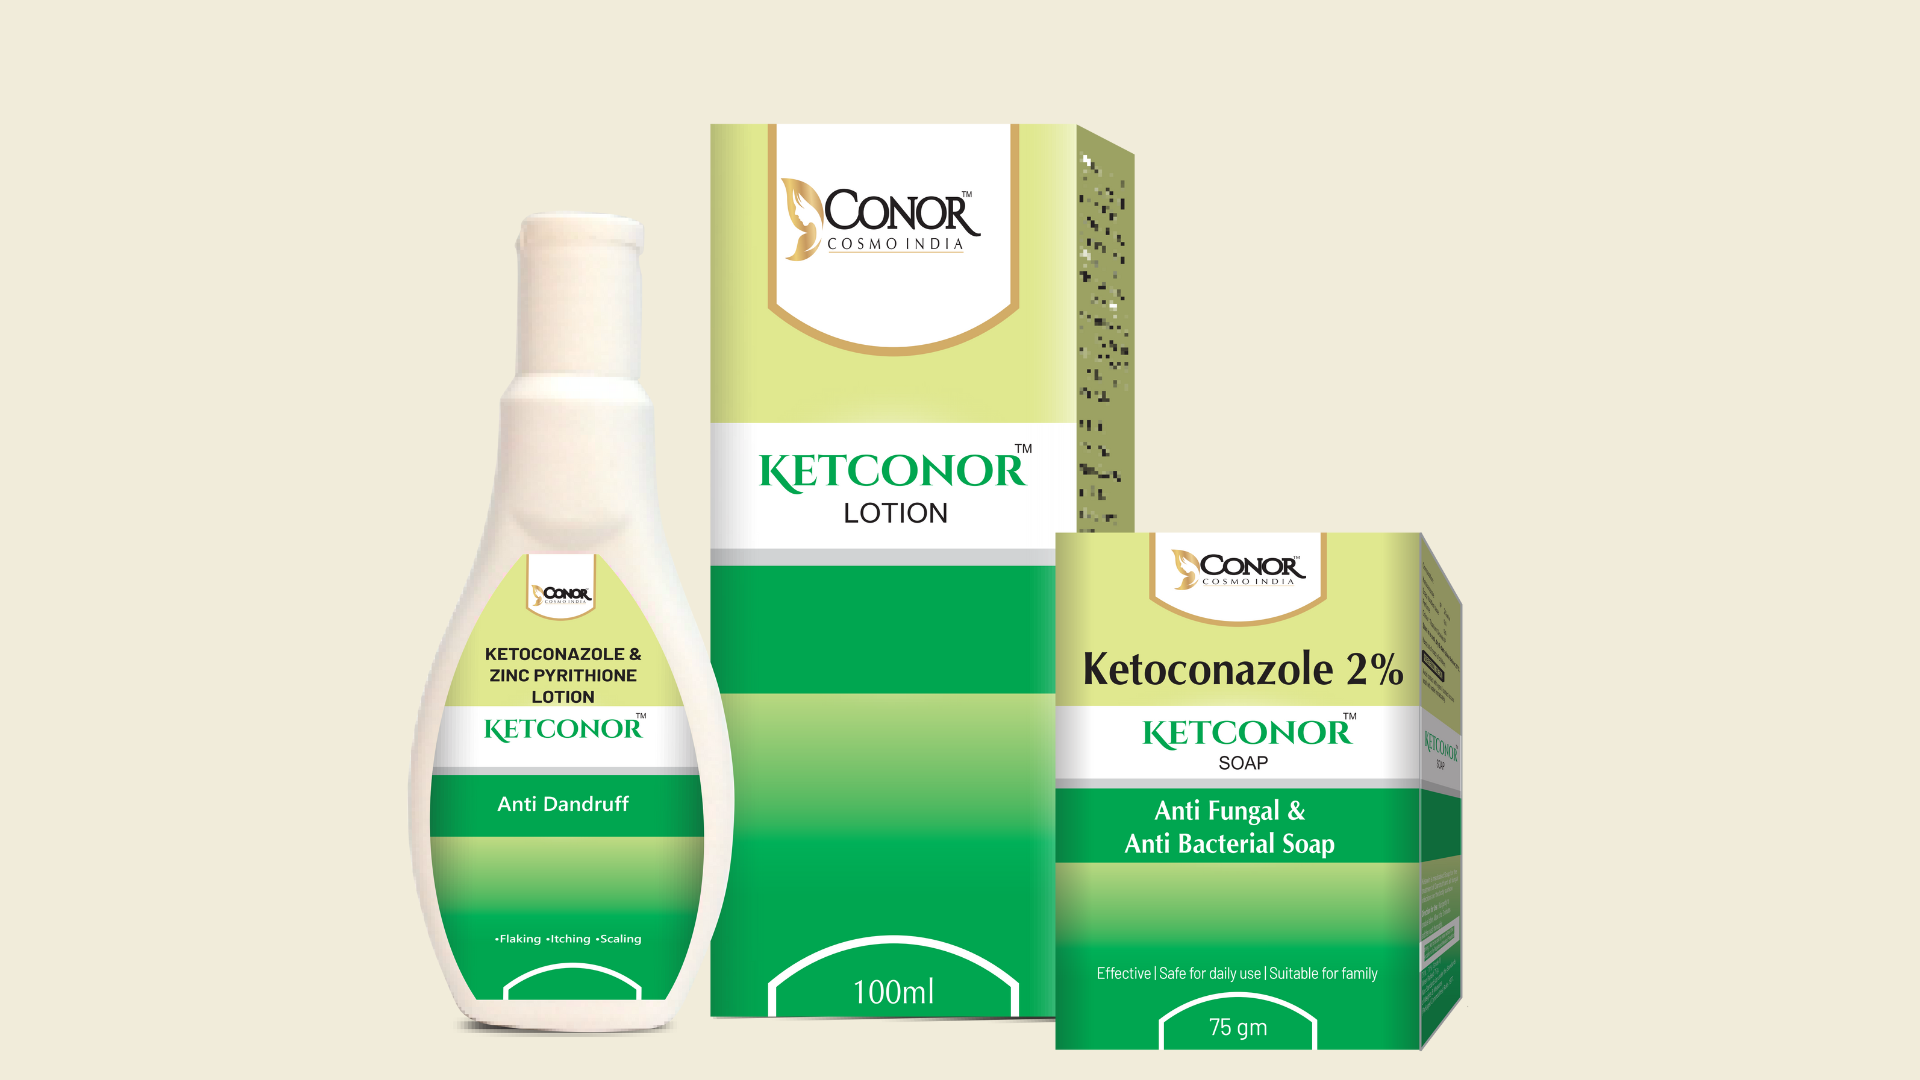 CONOR™
COSMO INDIA
KETOCONAZOLE &
ZINC PYRITHIONE
LOTION
KETCONOR™
Anti Dandruff
•Flaking •Itching •Scaling
CONOR™
COSMO INDIA
KETCONOR™
LOTION
100ml
CONOR™
COSMO INDIA
Ketoconazole 2%
KETCONOR™
SOAP
Anti Fungal &
Anti Bacterial Soap
Effective | Safe for daily use | Suitable for family
75 gm
KETCONOR
SOAP